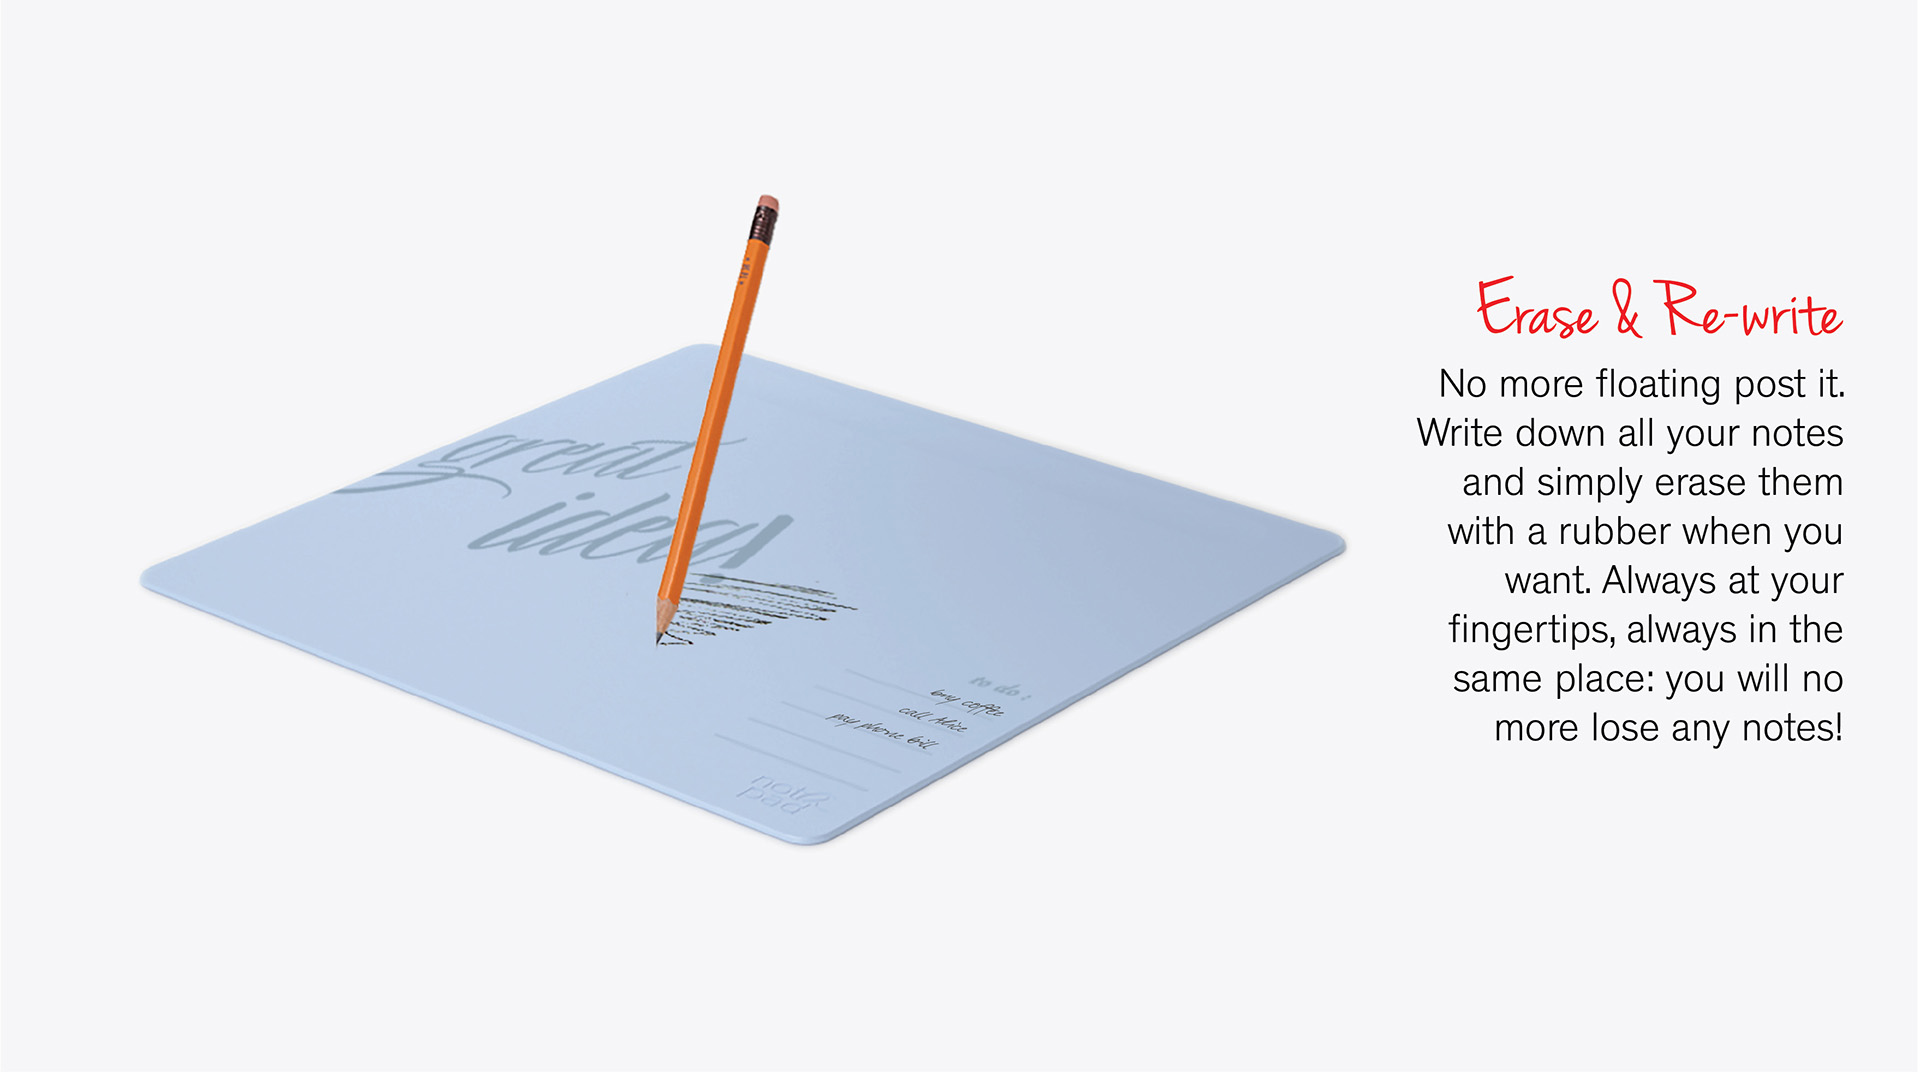 great
idea!
to do:
buy coffee
call Alice
pay phone bill
noty
pad
Erase & Re-write
No more floating post it.
Write down all your notes
and simply erase them
with a rubber when you
want. Always at your
fingertips, always in the
same place: you will no
more lose any notes!